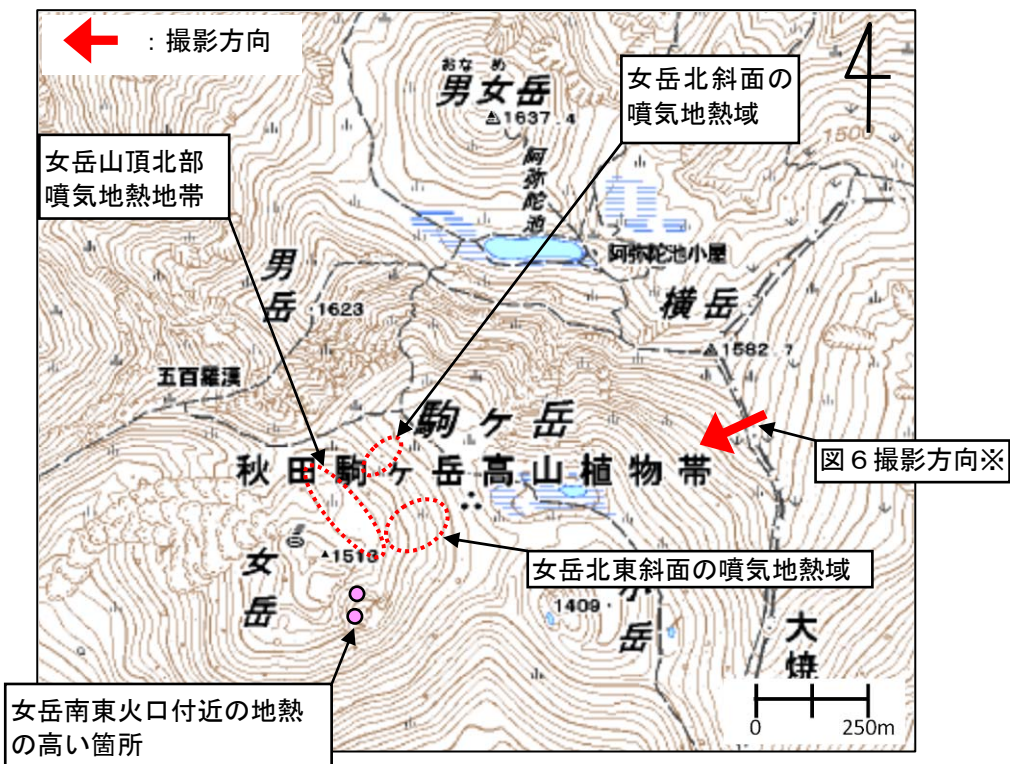 ：撮影方向
女岳北斜面の
噴気地熱域
おなめ
男女岳
1637.4
1500
女岳山頂北部
噴気地熱地帯
阿弥陀池
阿弥陀池小屋
男岳
1623
横岳
1582.7
五百羅漢
駒ヶ岳
秋田駒ヶ岳高山植物帯
図６撮影方向※
女岳
1513
女岳北東斜面の噴気地熱域
1409
小岳
大焼
女岳南東火口付近の地熱
の高い箇所
0
250m